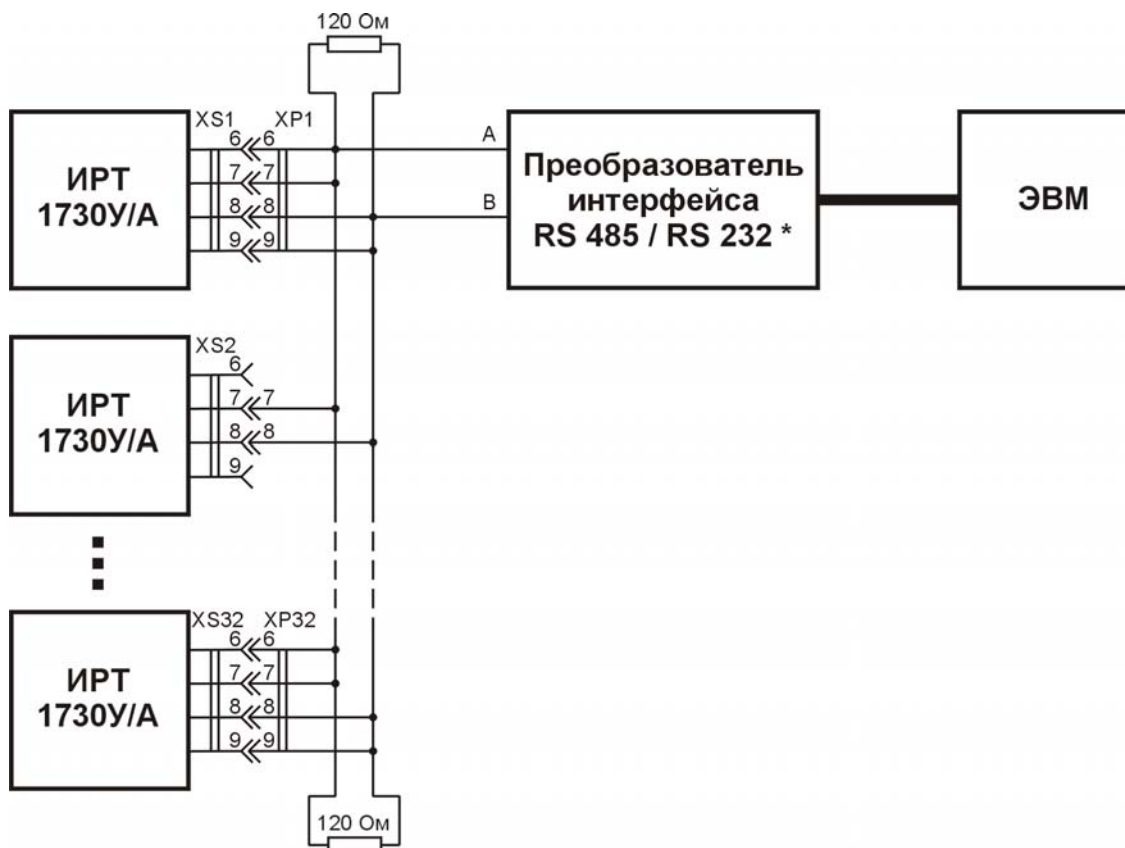 120 Ом
XS1 XP1
ИРТ
1730У/А
6 6
7 7
8 8
9 9
A
B
Преобразователь
интерфейса
RS 485 / RS 232 *
ЭВМ
XS2
ИРТ
1730У/А
6
7 7
8 8
9
XS32 XP32
ИРТ
1730У/А
6 6
7 7
8 8
9 9
120 Ом